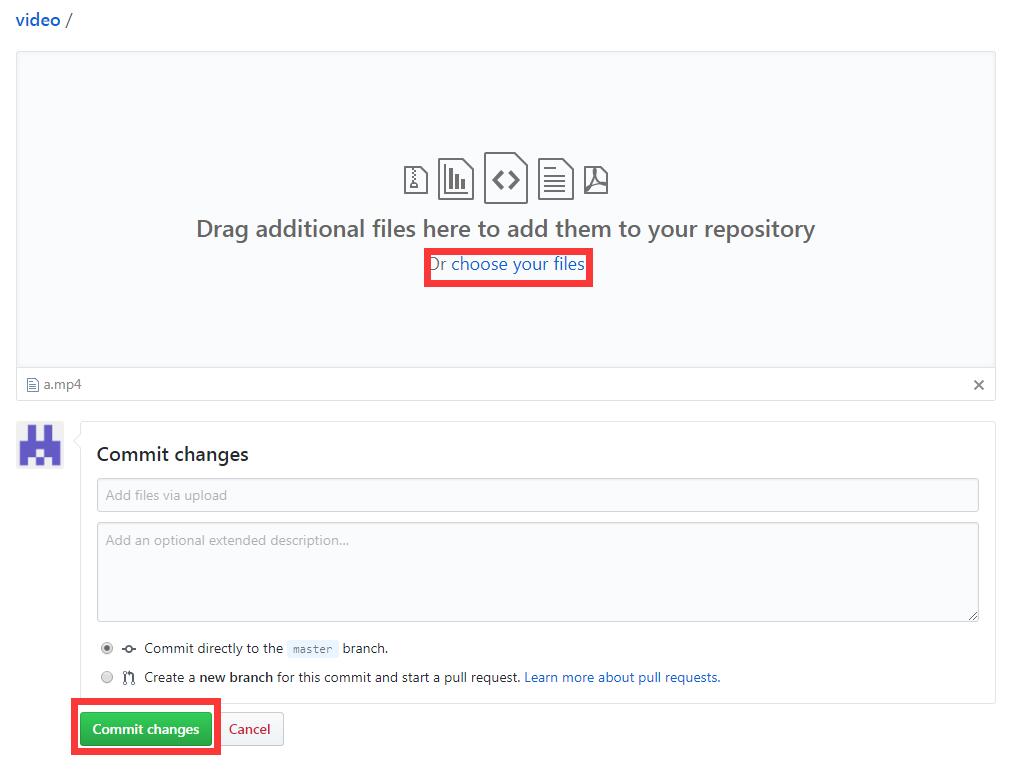 video /
Drag additional files here to add them to your repository
Or choose your files
a.mp4
Commit changes
Add files via upload
Add an optional extended description...
Commit directly to the master branch.
Create a new branch for this commit and start a pull request. Learn more about pull requests.
Commit changes Cancel